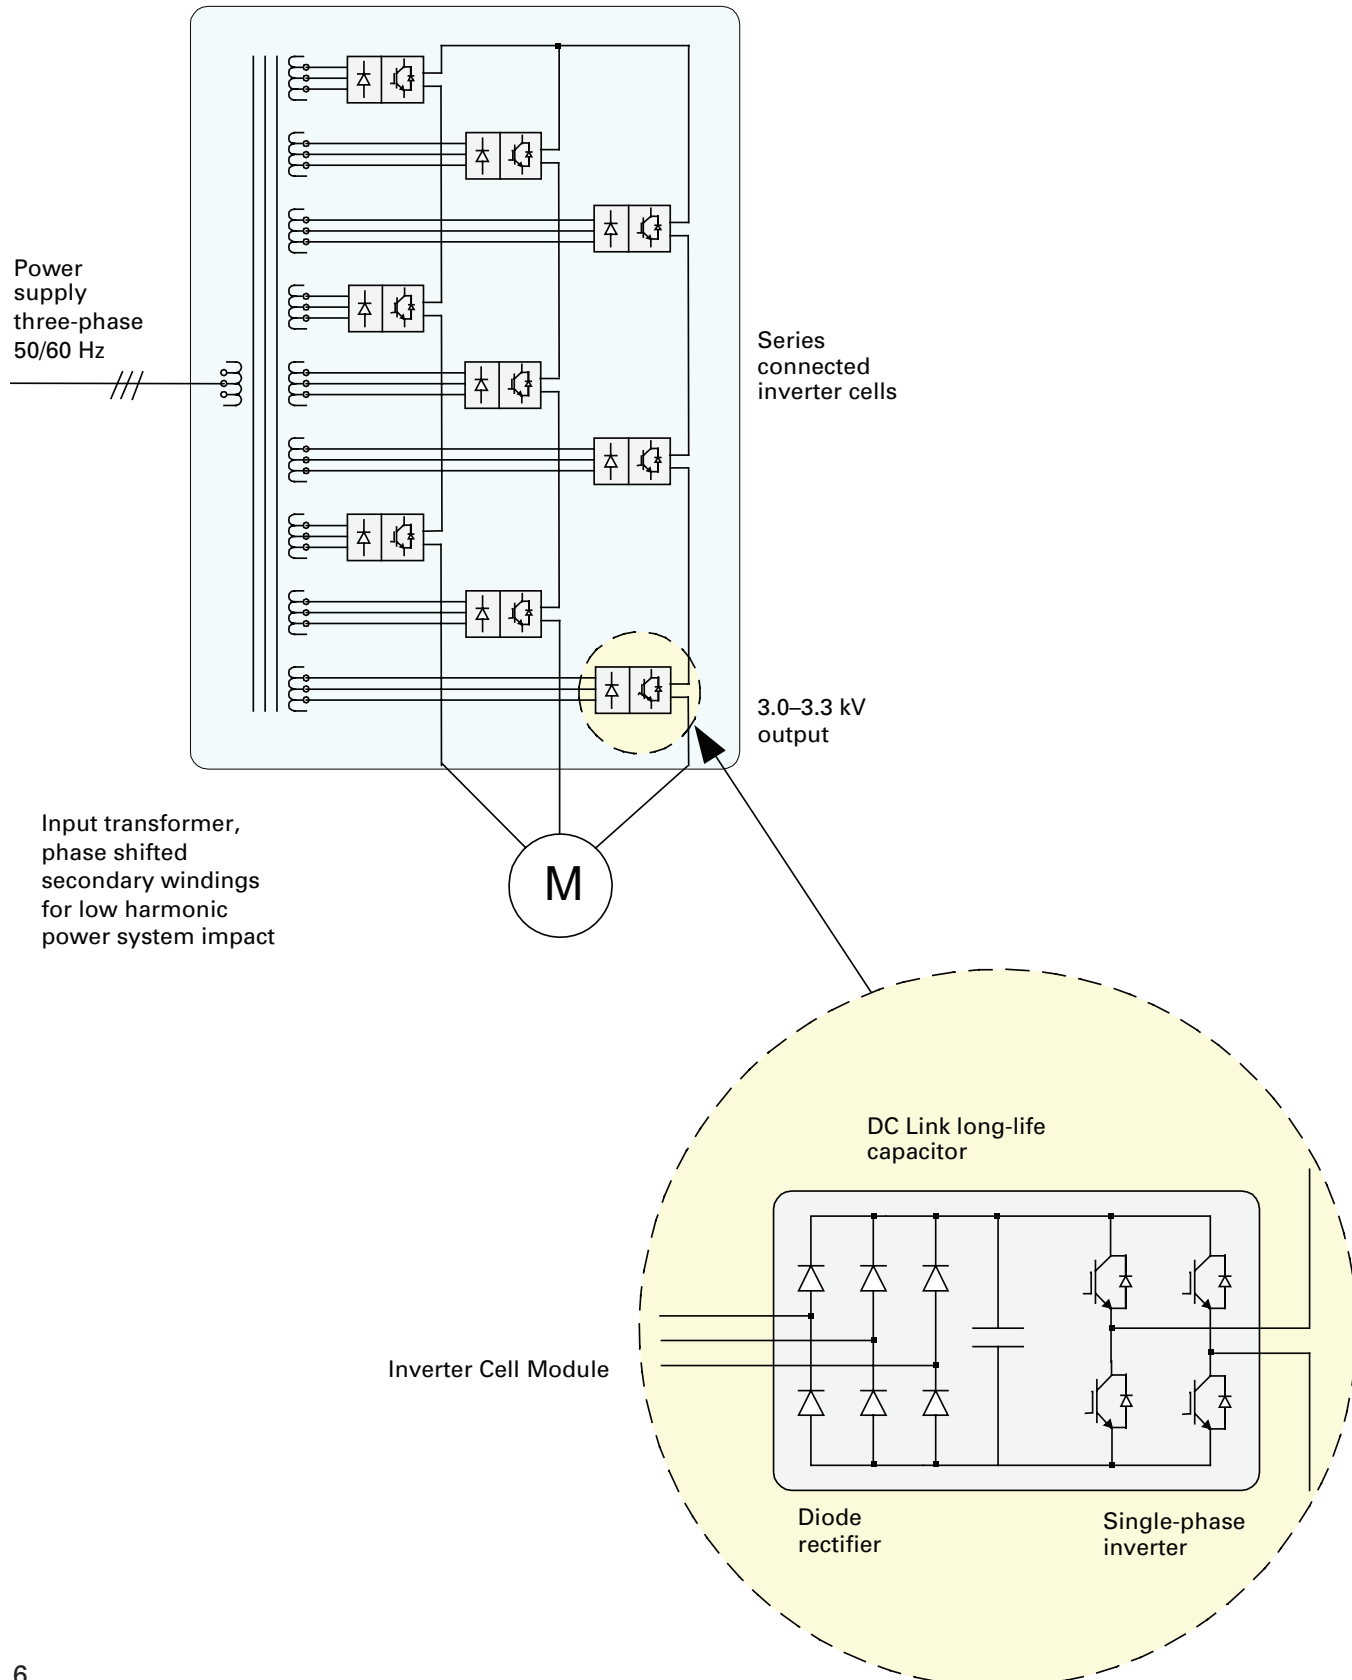 Power
supply
three-phase
50/60 Hz
Series
connected
inverter cells
3.0–3.3 kV
output
Input transformer,
phase shifted
secondary windings
for low harmonic
power system impact
M
DC Link long-life
capacitor
Inverter Cell Module
Diode
rectifier
Single-phase
inverter
6